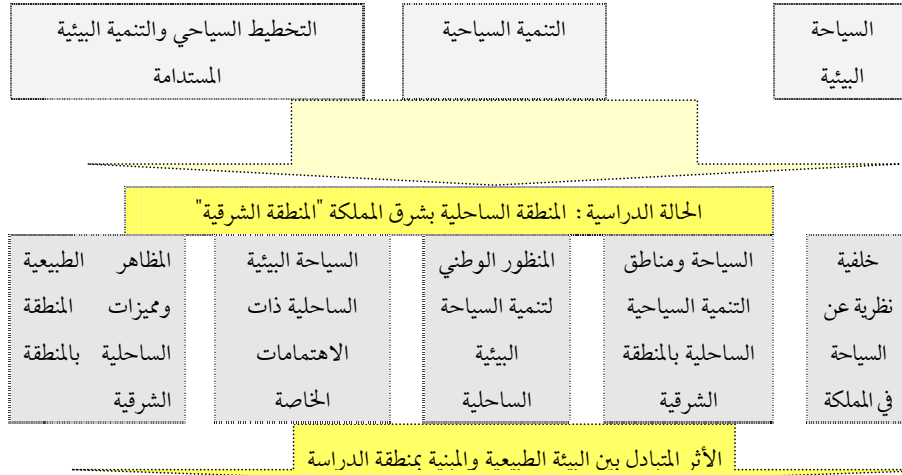 السياحة
البيئية
التنمية السياحية
التخطيط السياحي والتنمية البيئية
المستدامة
الحالة الدراسية: المنطقة الساحلية بشرق المملكة "المنطقة الشرقية"
خلفية
نظرية عن
السياحة
في المملكة
السياحة ومناطق
التنمية السياحية
الساحلية بالمنطقة
الشرقية
المنظور الوطني
لتنمية السياحة
البيئية
الساحلية
السياحة البيئية
الساحلية ذات
الاهتمامات
الخاصة
المظاهر الطبيعية
ومميزات المنطقة
الساحلية بالمنطقة
الشرقية
الأثر المتبادل بين البيئة الطبيعية والمبنية بمنطقة الدراسة